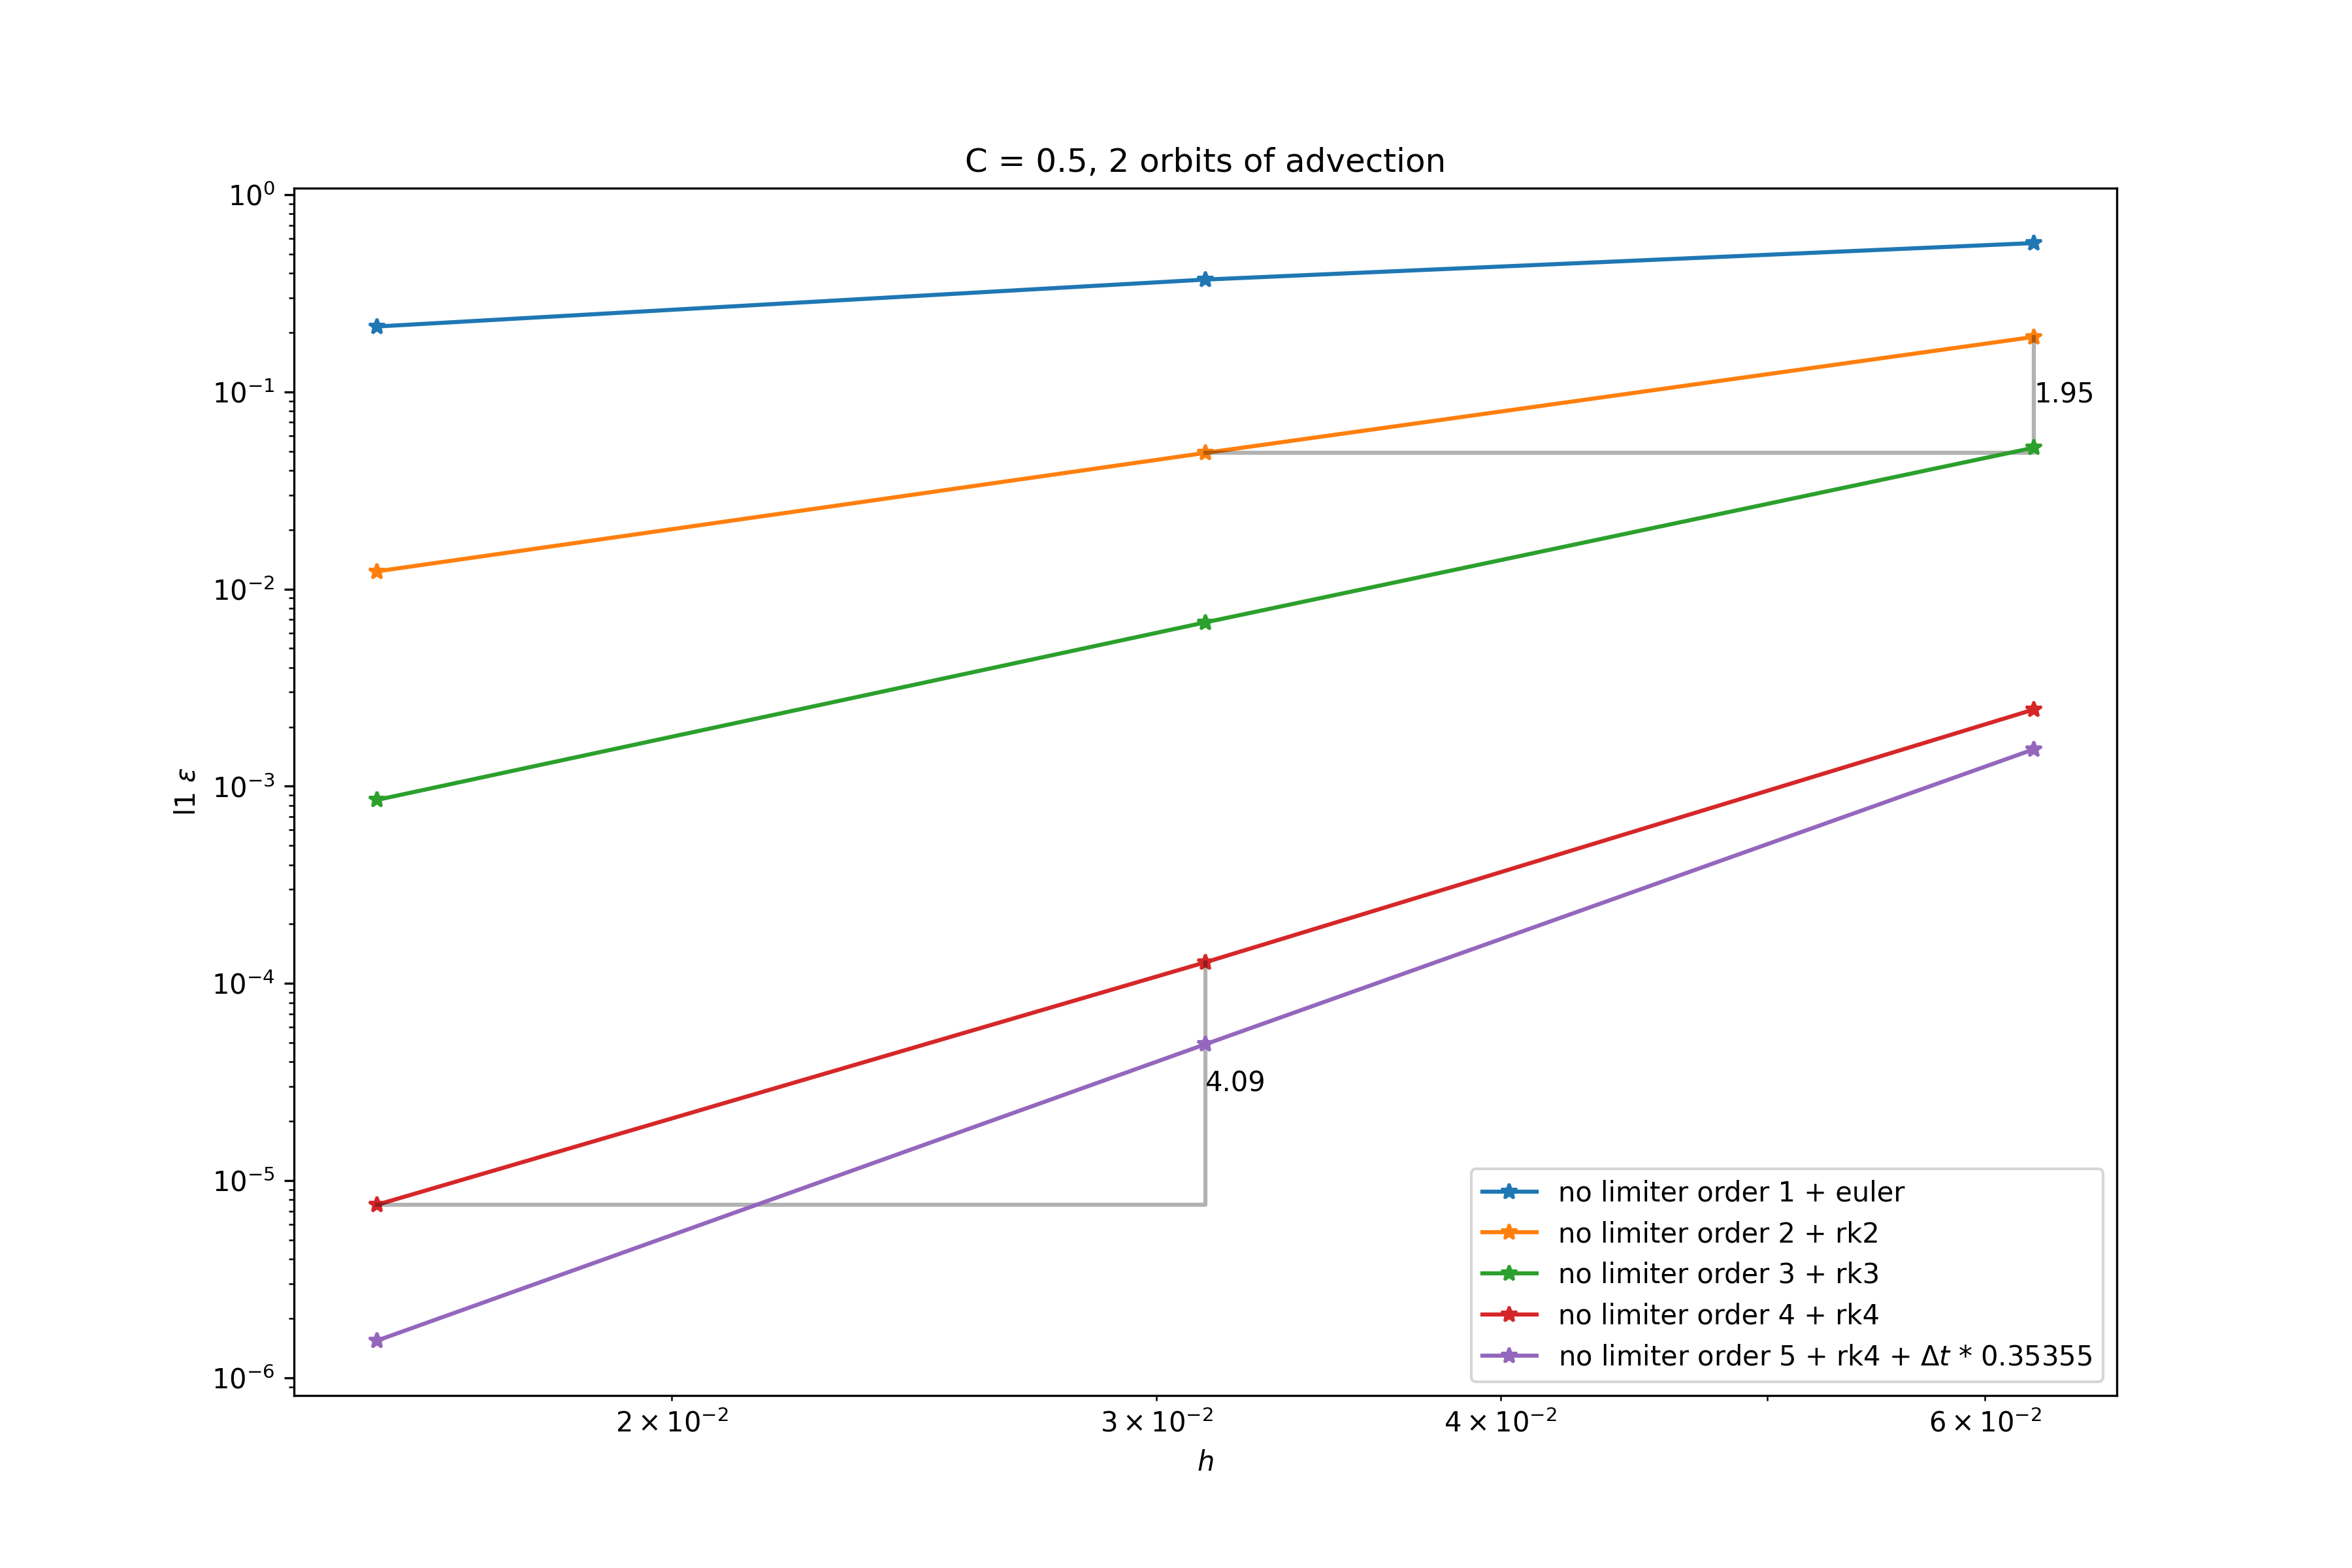 C = 0.5, 2 orbits of advection
10⁰
10⁻¹
10⁻²
10⁻³
10⁻⁴
10⁻⁵
10⁻⁶
l1 ε
1.95
4.09
no limiter order 1 + euler
no limiter order 2 + rk2
no limiter order 3 + rk3
no limiter order 4 + rk4
no limiter order 5 + rk4 + Δt * 0.35355
2 × 10⁻²
3 × 10⁻²
4 × 10⁻²
6 × 10⁻²
h